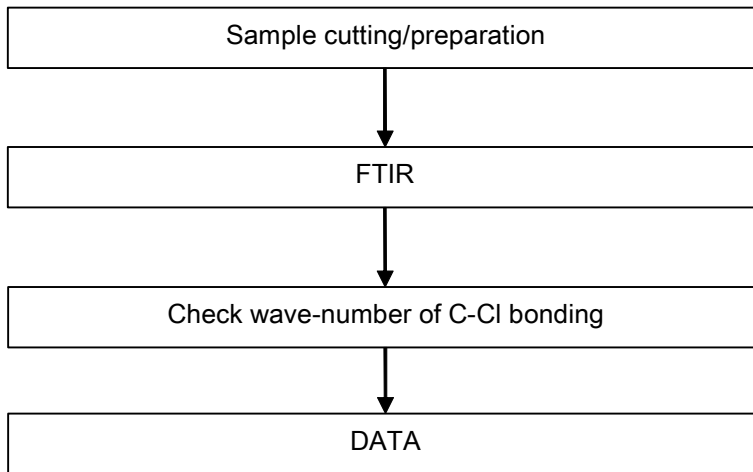 Sample cutting/preparation
FTIR
Check wave-number of C-Cl bonding
DATA